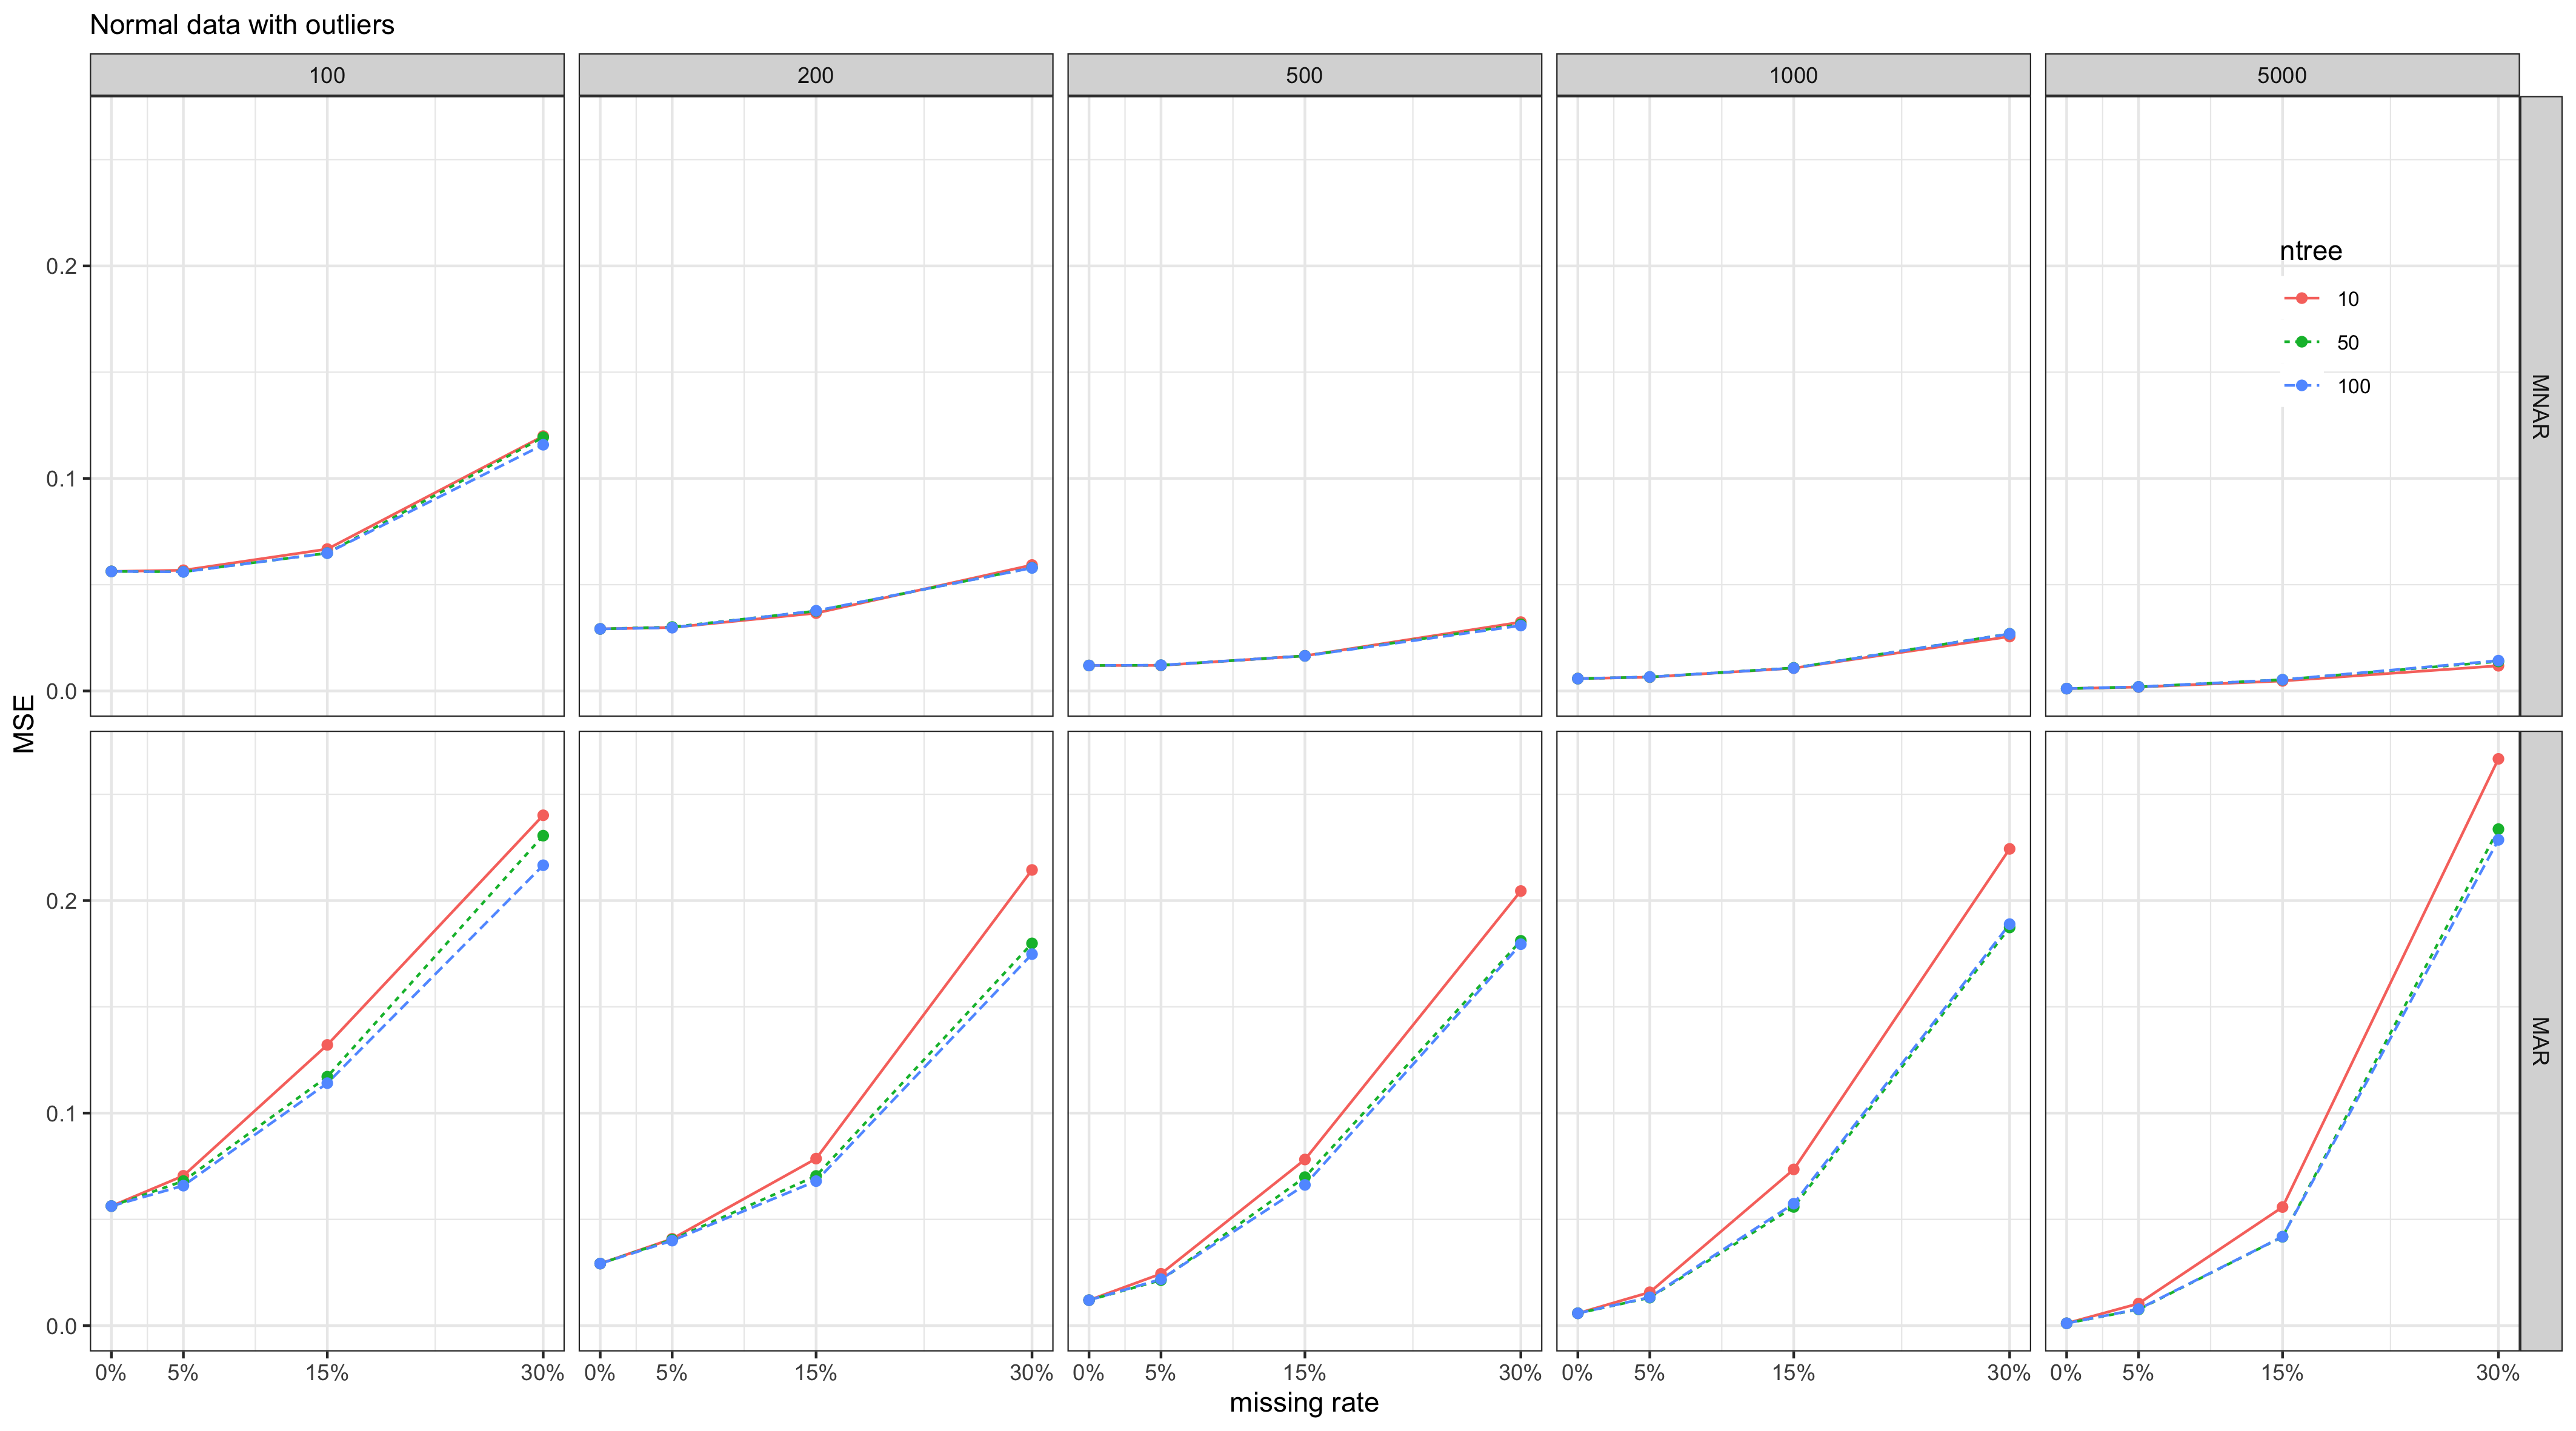 Normal data with outliers
100 200 500 1000 5000
0.2
0.1
0.0
ntree
10
50
100
MNAR
MSE
0.2
0.1
0.0
MAR
0% 5% 15% 30% 0% 5% 15% 30% 0% 5% 15% 30% 0% 5% 15% 30% 0% 5% 15% 30%
missing rate